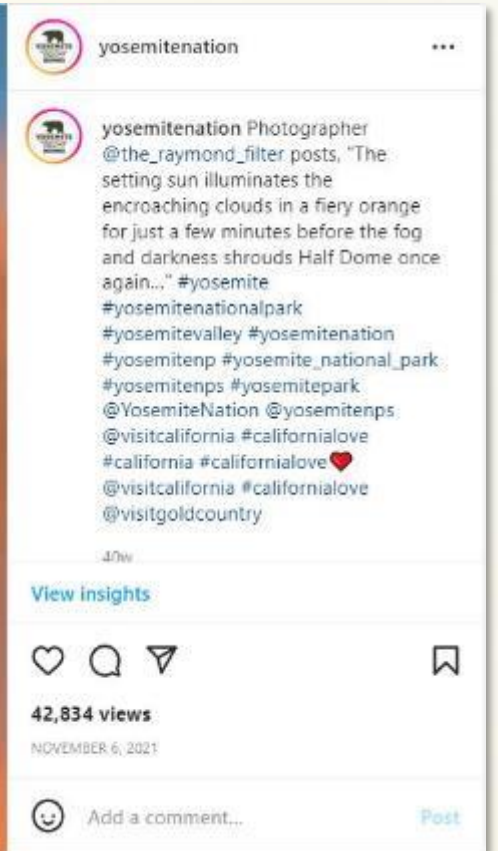 yosemitenation
yosemitenation Photographer
@the_raymond_filter posts, "The
setting sun illuminates the
encroaching clouds in a fiery orange
for just a few minutes before the fog
and darkness shrouds Half Dome once
again..." #yosemite
#yosemitenationalpark
#yosemitevalley #yosemitenation
#yosemitenp #yosemite_national_park
#yosemitenps #yosemitepark
@YosemiteNation @yosemitenps
@visitcalifornia #californialove
#california #californialove❤️
@visitcalifornia #californialove
@visitgoldcountry
40w
View insights
42,834 views
NOVEMBER 6, 2021
Add a comment...
Post